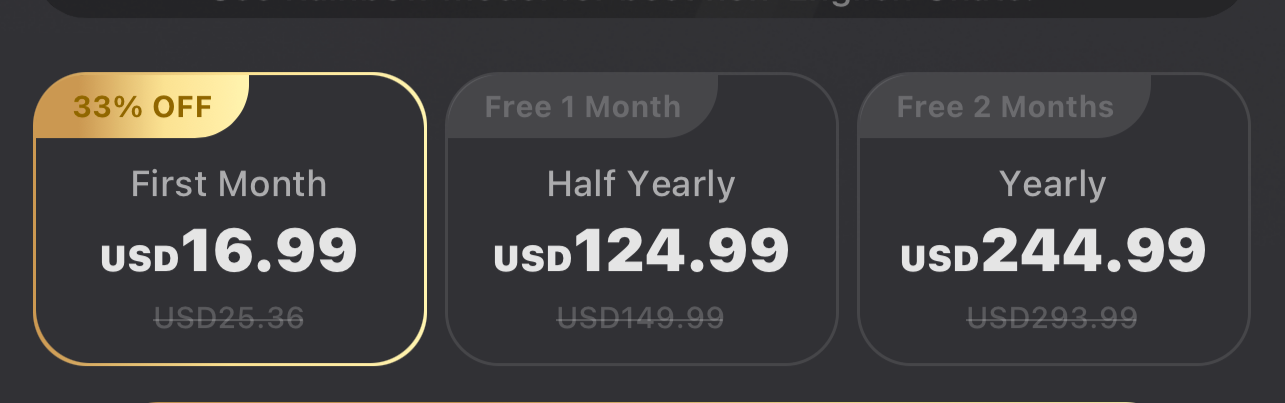 33% OFF
First Month
USD16.99
USD25.36
Free 1 Month
Half Yearly
USD124.99
USD149.99
Free 2 Months
Yearly
USD244.99
USD293.99